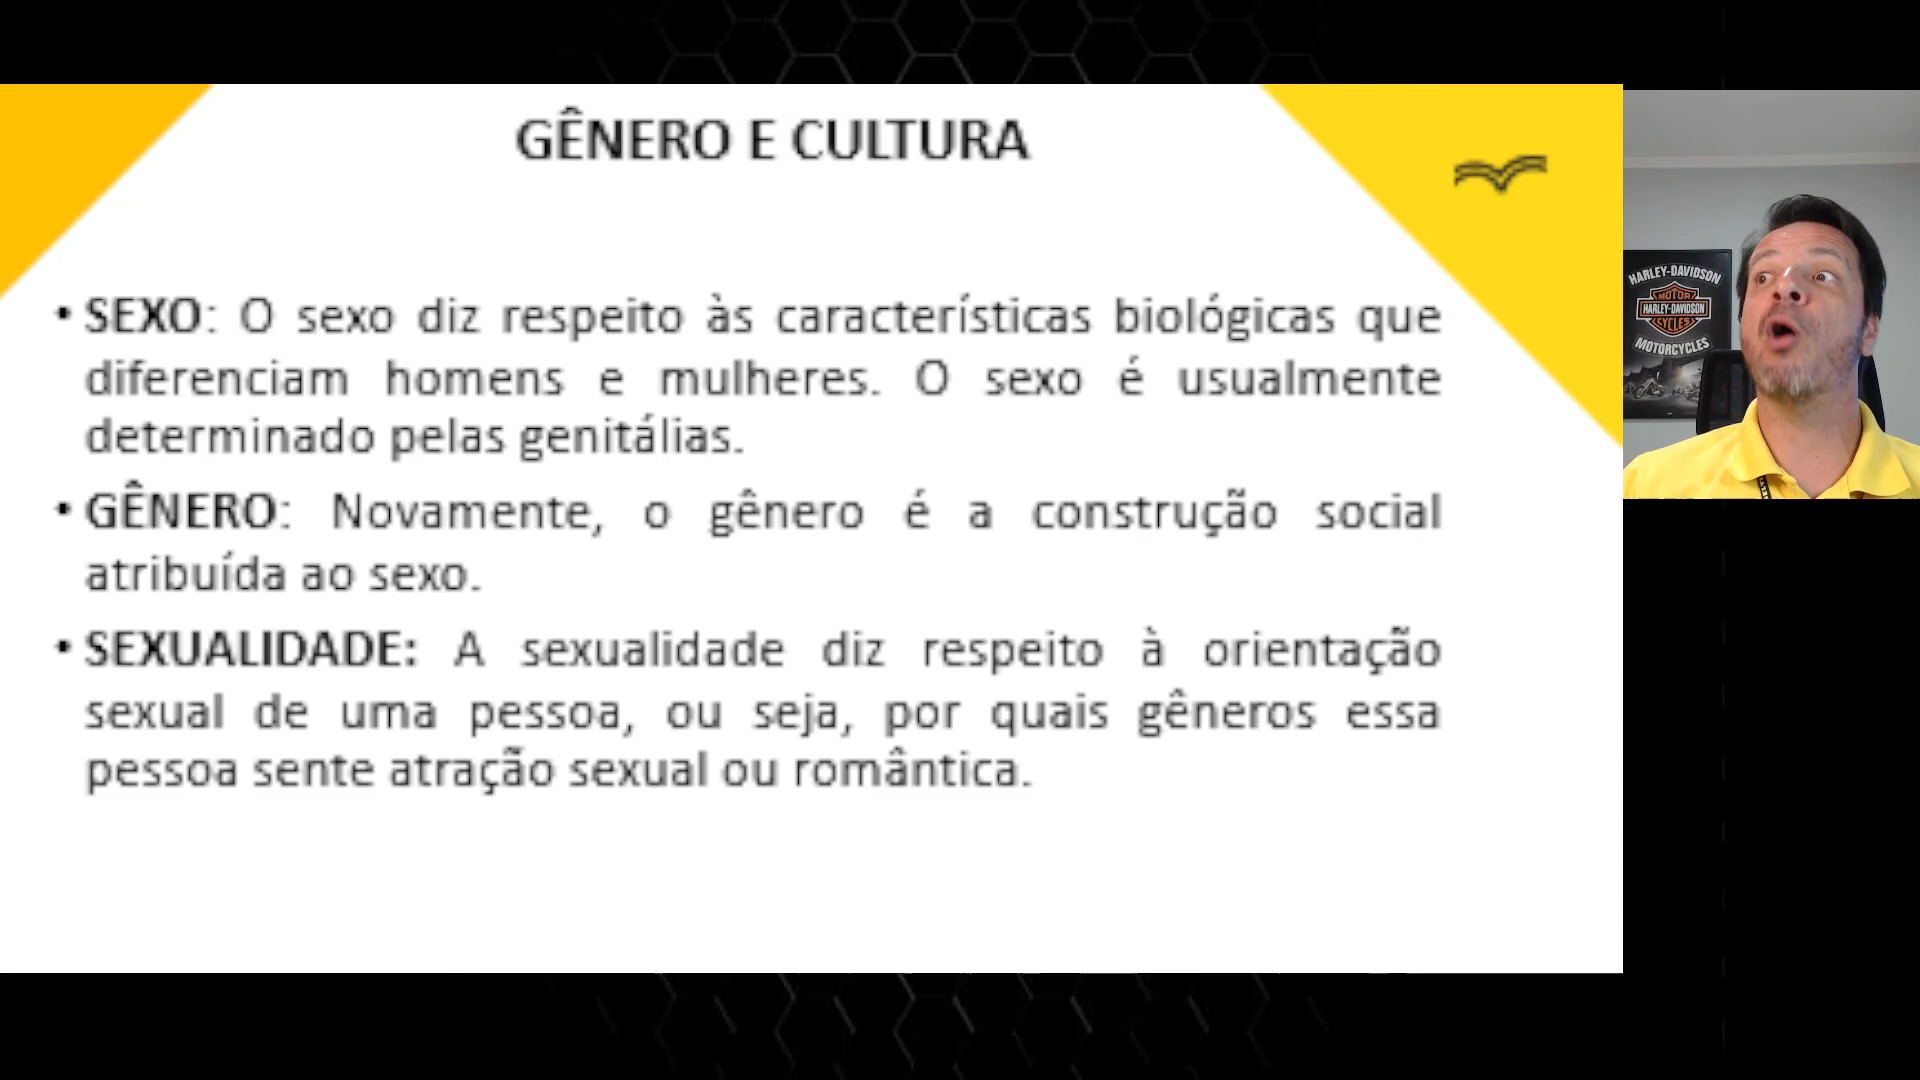 GÊNERO E CULTURA
• SEXO: O sexo diz respeito às características biológicas que
diferenciam homens e mulheres. O sexo é usualmente
determinado pelas genitálias.
• GÊNERO: Novamente, o gênero é a construção social
atribuída ao sexo.
• SEXUALIDADE: A sexualidade diz respeito à orientação
sexual de uma pessoa, ou seja, por quais gêneros essa
pessoa sente atração sexual ou romântica.
HARLEY-DAVIDSON
MOTOR
HARLEY-DAVIDSON
CYCLES
MOTORCYCLES